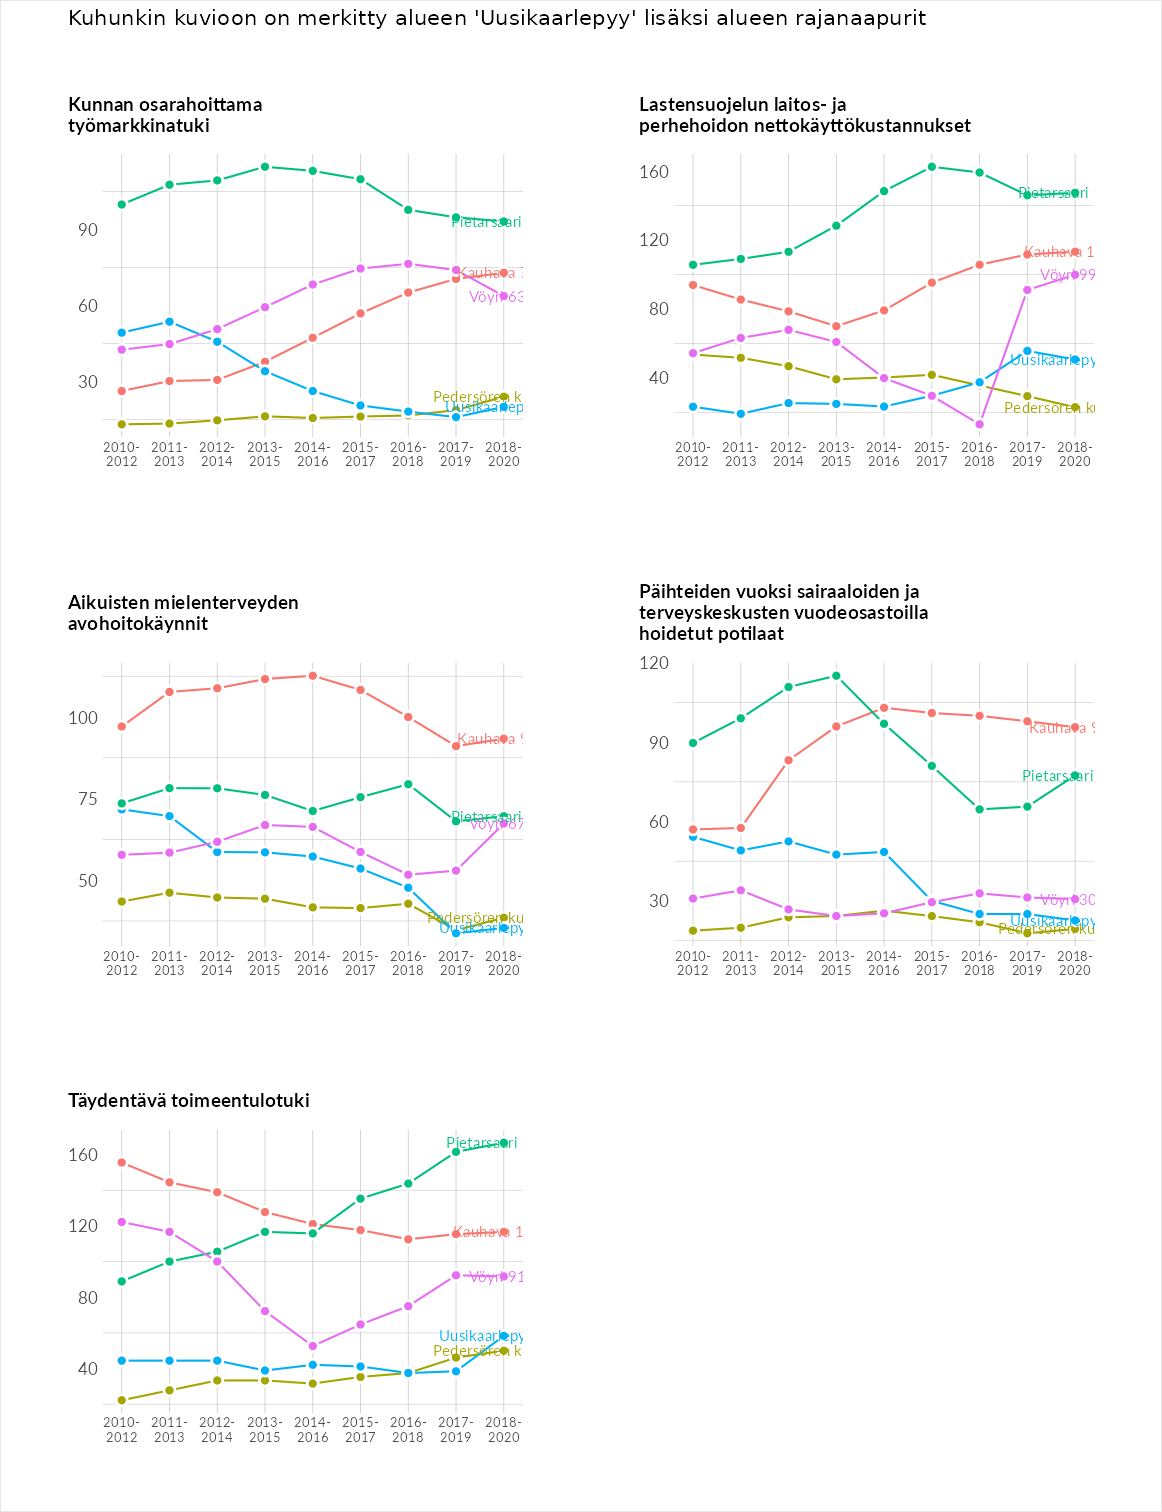 Kuhunkin kuvioon on merkitty alueen 'Uusikaarlepyy' lisäksi alueen rajanaapurit
Kunnan osarahoittama
työmarkkinatuki
90
60
30
Pietarsaari
Kauhava 7
Vöyri 63
Pedersören k
Uusikaarlep
2010-2012 2011-2013 2012-2014 2013-2015 2014-2016 2015-2017 2016-2018 2017-2019 2018-2020
Lastensuojelun laitos- ja
perhehoidon nettokäyttökustannukset
160
120
80
40
Pietarsaari
Kauhava 1
Vöyri 99
Uusikaarlepy
Pedersören ku
2010-2012 2011-2013 2012-2014 2013-2015 2014-2016 2015-2017 2016-2018 2017-2019 2018-2020
Aikuisten mielenterveyden
avohoitokäynnit
100
75
50
Kauhava 9
Pietarsaari
Vöyri 67
Pedersören ku
Uusikaarlepy
2010-2012 2011-2013 2012-2014 2013-2015 2014-2016 2015-2017 2016-2018 2017-2019 2018-2020
Päihteiden vuoksi sairaaloiden ja
terveyskeskusten vuodeosastoilla
hoidetut potilaat
120
90
60
30
Kauhava 9
Pietarsaari
Vöyri 30
Uusikaarlepy
Pedersören ku
2010-2012 2011-2013 2012-2014 2013-2015 2014-2016 2015-2017 2016-2018 2017-2019 2018-2020
Täydentävä toimeentulotuki
160
120
80
40
Pietarsaari
Kauhava 1
Vöyri 91
Uusikaarlepy
Pedersören k
2010-2012 2011-2013 2012-2014 2013-2015 2014-2016 2015-2017 2016-2018 2017-2019 2018-2020